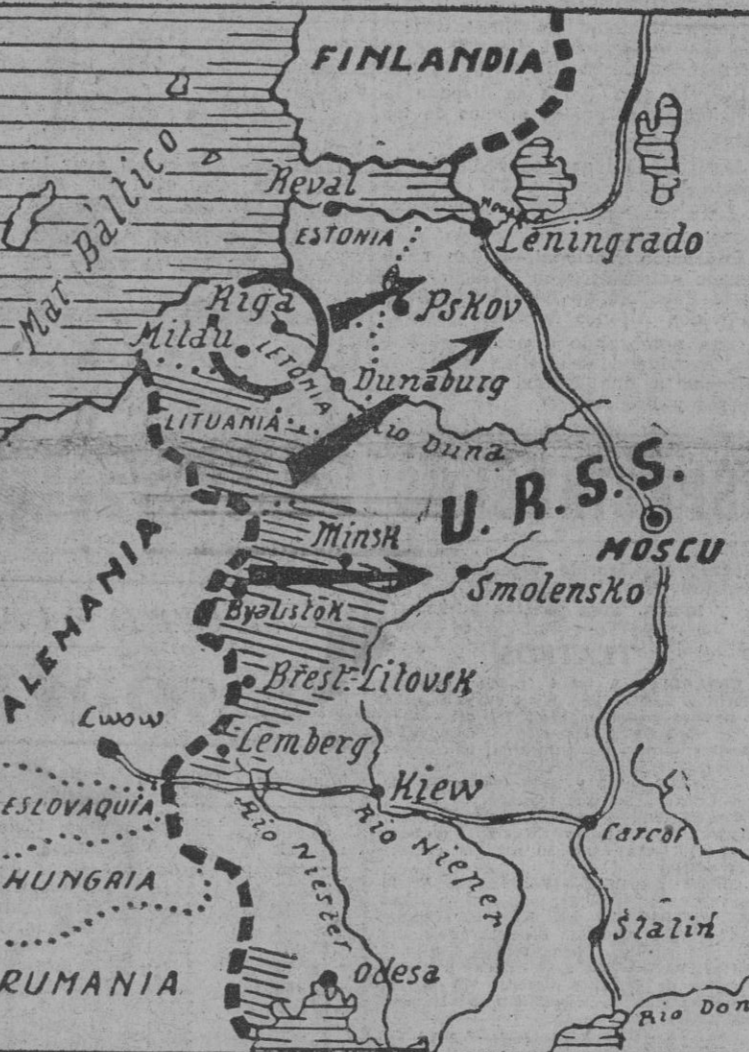 FINLANDIA
Mar Báltico
Reval
ESTONIA
Leningrado
Riga
Pskov
Mildu
LETONIA
Dunaburg
LITUANIA
Rio Duna
U.R.S.S.
MOSCU
Minsk
Smolensko
Byalistok
ALEMANIA
Brest-Litovsk
Lwow
Lemberg
Kiew
ESLOVAQUIA
Rio Niester
Rio Nieper
Carcof
HUNGRIA
Stalin
Odesa
RUMANIA
Rio Don